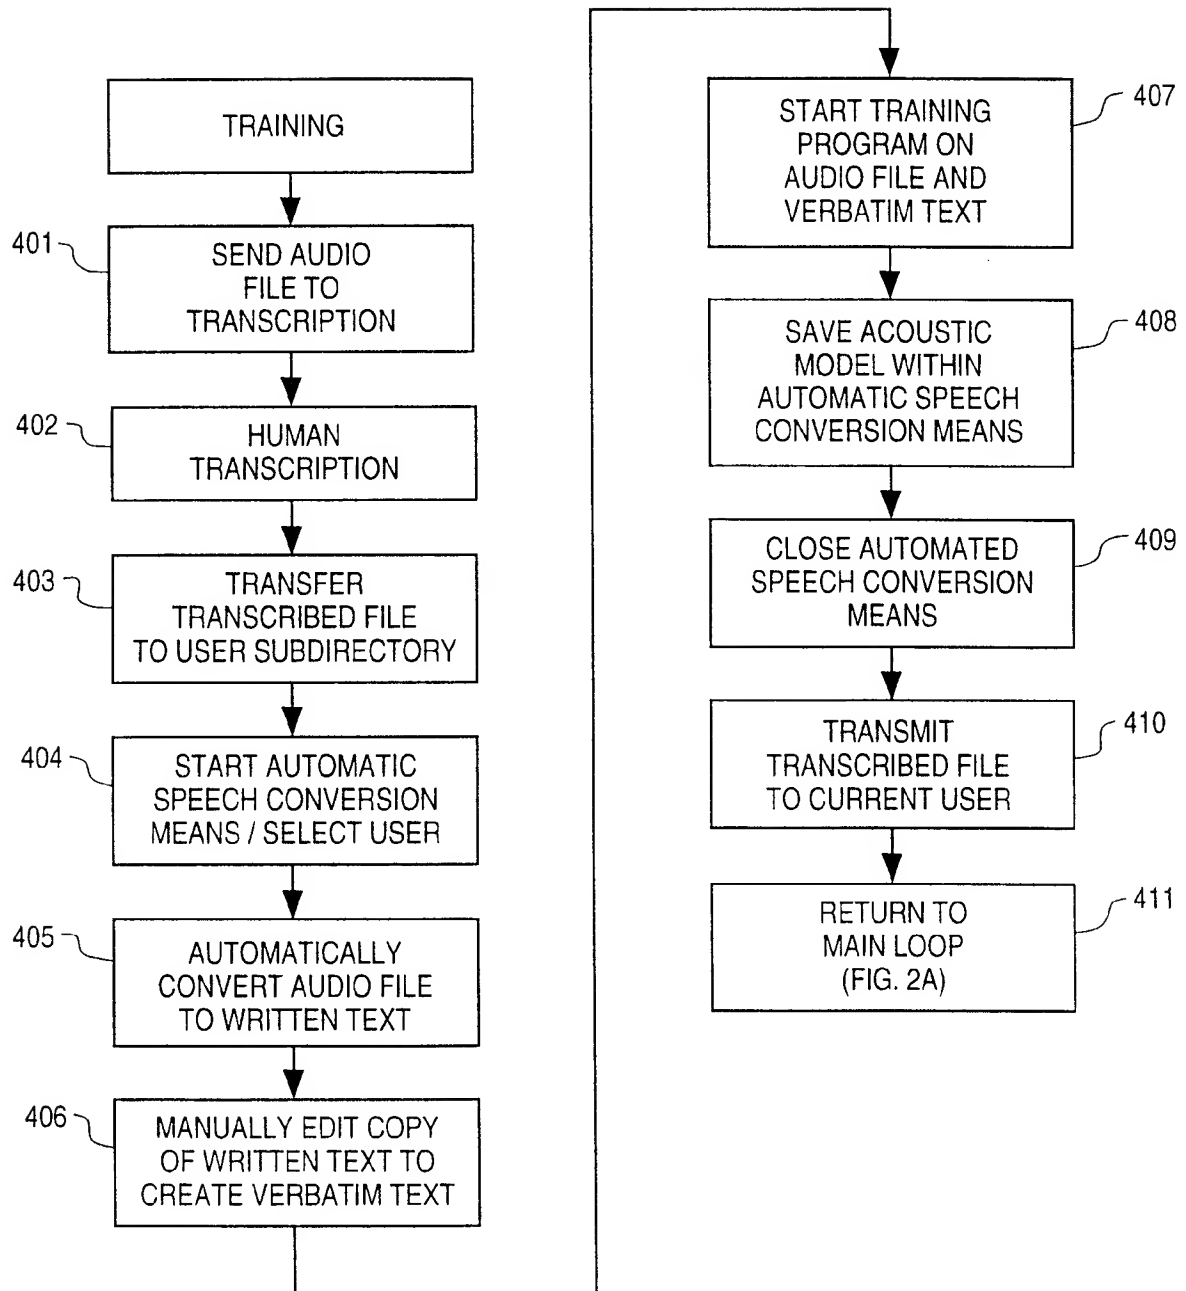 TRAINING
401
SEND AUDIO
FILE TO
TRANSCRIPTION
402
HUMAN
TRANSCRIPTION
403
TRANSFER
TRANSCRIBED FILE
TO USER SUBDIRECTORY
404
START AUTOMATIC
SPEECH CONVERSION
MEANS / SELECT USER
405
AUTOMATICALLY
CONVERT AUDIO FILE
TO WRITTEN TEXT
406
MANUALLY EDIT COPY
OF WRITTEN TEXT TO
CREATE VERBATIM TEXT
407
START TRAINING
PROGRAM ON
AUDIO FILE AND
VERBATIM TEXT
408
SAVE ACOUSTIC
MODEL WITHIN
AUTOMATIC SPEECH
CONVERSION MEANS
409
CLOSE AUTOMATED
SPEECH CONVERSION
MEANS
410
TRANSMIT
TRANSCRIBED FILE
TO CURRENT USER
411
RETURN TO
MAIN LOOP
(FIG. 2A)